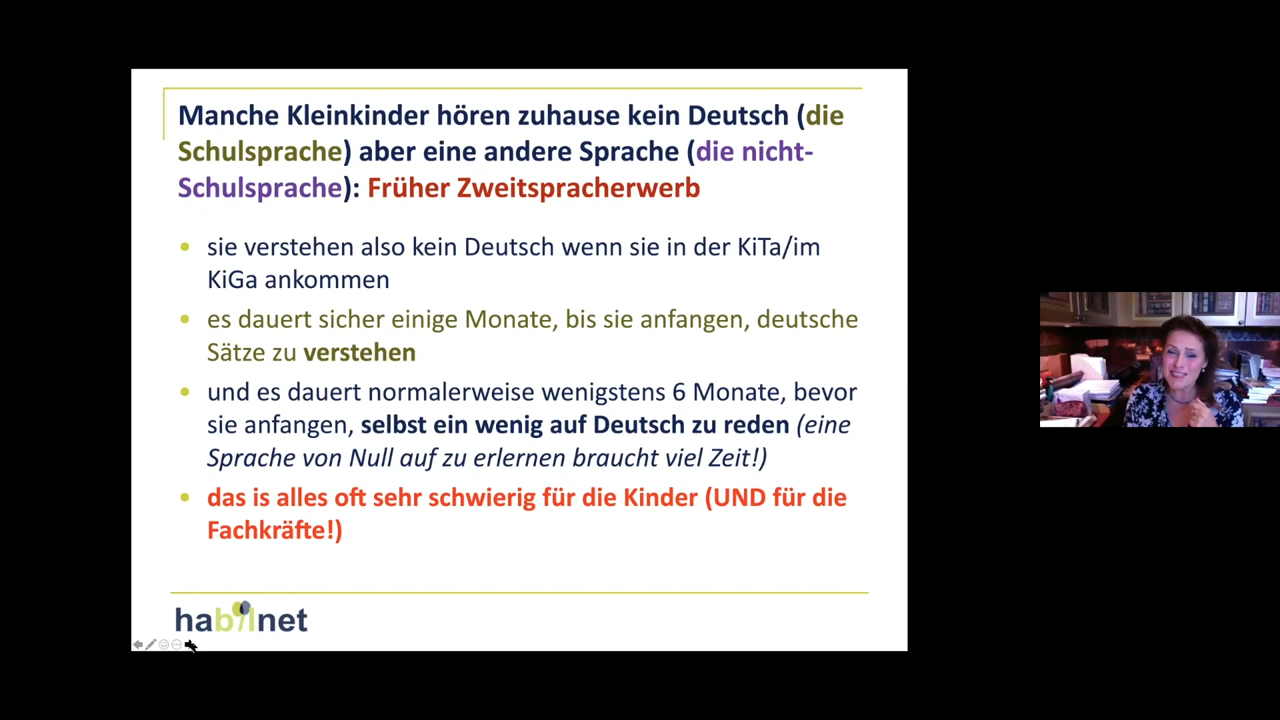 Manche Kleinkinder hören zuhause kein Deutsch (die
Schulsprache) aber eine andere Sprache (die nicht-
Schulsprache): Früher Zweitspracherwerb
sie verstehen also kein Deutsch wenn sie in der KiTa/im
KiGa ankommen
es dauert sicher einige Monate, bis sie anfangen, deutsche
Sätze zu verstehen
und es dauert normalerweise wenigstens 6 Monate, bevor
sie anfangen, selbst ein wenig auf Deutsch zu reden (eine
Sprache von Null auf zu erlernen braucht viel Zeit!)
das is alles oft sehr schwierig für die Kinder (UND für die
Fachkräfte!)
habilnet